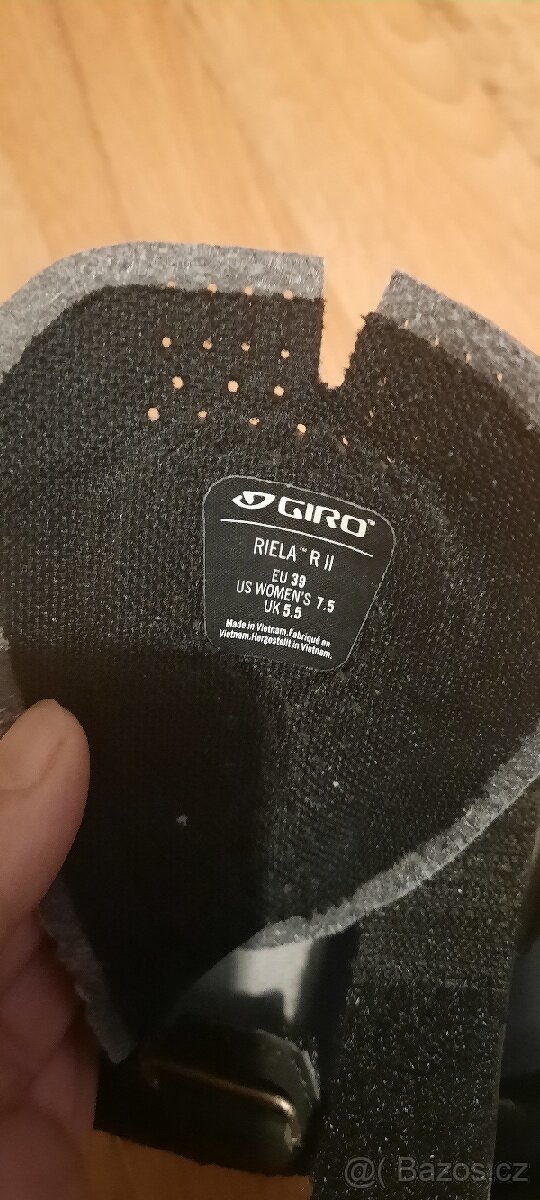 GIRO®
RIELA™ R II
EU 39
US WOMEN'S 7.5
UK 5.5
Made in Vietnam.Fabriqué en
Vietnam.Hergestellt in Vietnam.
@( Bazos.cz